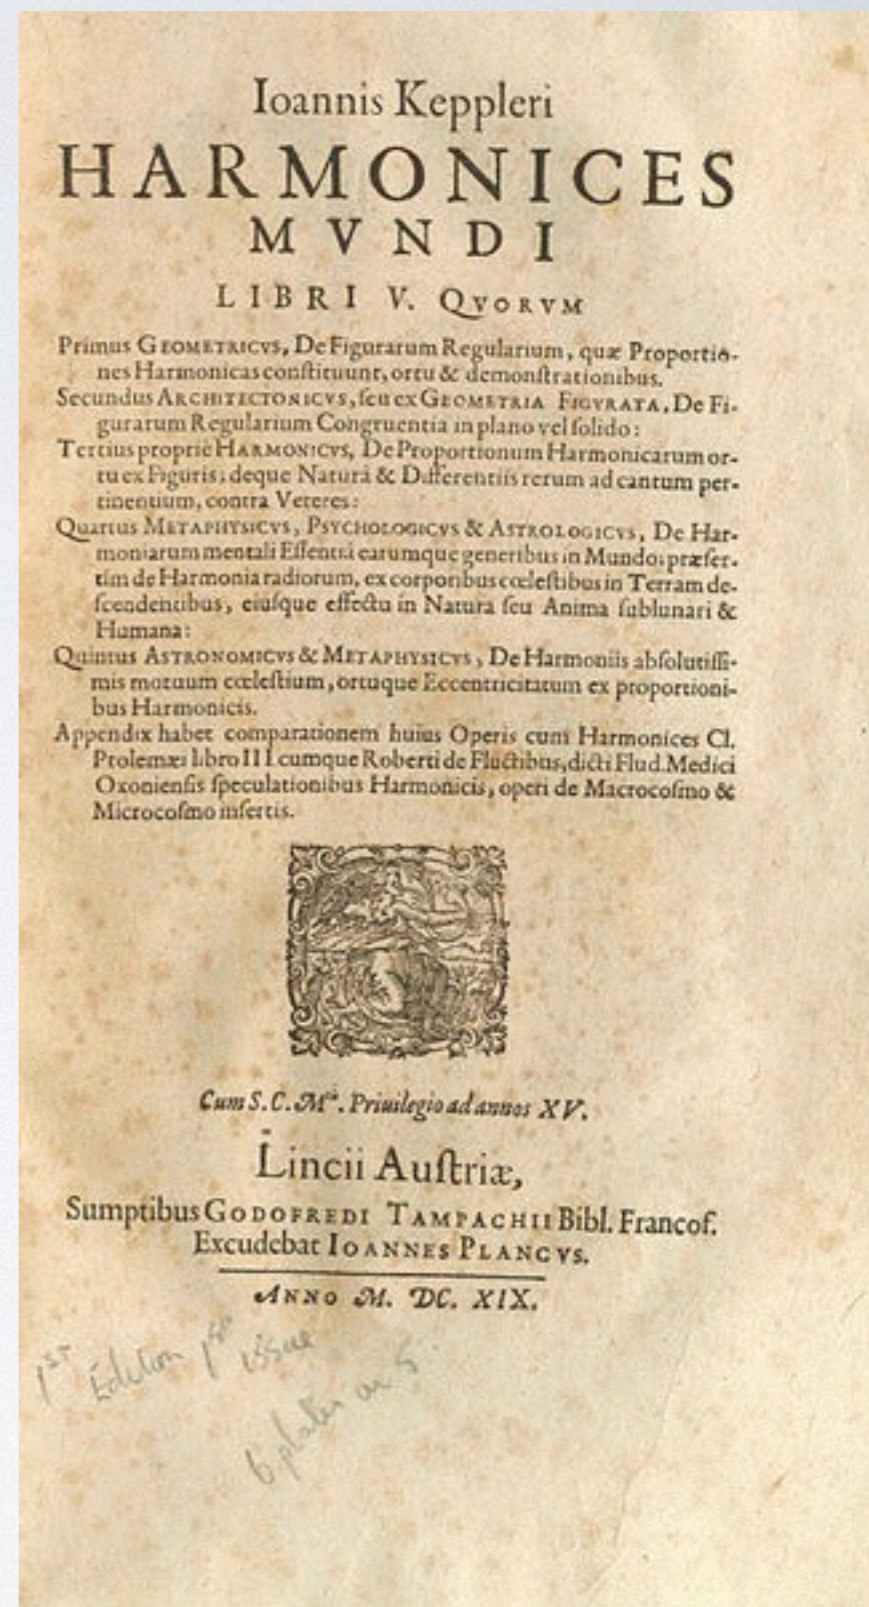 Ioannis Keppleri
HARMONICES
MVNDI
LIBRI V. QVORVM
Primus GEOMETRICVS, De Figurarum Regularium, quæ Proportio-
nes Harmonicas conſtituunt, ortu & demonſtrationibus.
Secundus ARCHITECTONICVS, ſeu ex GEOMETRIA FIGVRATA, De Fi-
gurarum Regularium Congruentia in plano vel ſolido:
Tertius propriè HARMONICVS, De Proportionum Harmonicarum or-
tu ex Figuris; deque Naturâ & Differentiis rerum ad cantum per-
tinentium, contra Veteres:
Quartus METAPHYSICVS, PSYCHOLOGICVS & ASTROLOGICVS, De Har-
moniarum mentali Eſſentiâ earumque generibus in Mundo; præſer-
tim de Harmonia radiorum, ex corporibus cœleſtibus in Terram de-
ſcendentibus, eiuſque effectu in Natura ſeu Anima ſublunari &
Humana:
Quintus ASTRONOMICVS & METAPHYSICVS, De Harmoniis abſolutiſſi-
mis motuum cœleſtium, ortuque Eccentricitatum ex proportioni-
bus Harmonicis.
Appendix habet comparationem huius Operis cum Harmonices Cl.
Ptolemæi libro III. cumque Roberti de Fluctibus, dicti Flud. Medici
Oxonienſis ſpeculationibus Harmonicis, operi de Macrocoſmo &
Microcoſmo inſertis.
Cum S. C. Mtis. Priuilegio ad annos XV.
Lincii Auſtriæ,
Sumptibus GODOFREDI TAMPACHII Bibl. Francof.
Excudebat IOANNES PLANCVS.
ANNO M. DC. XIX.
1ST Edition 1ST issue
6 plates on 5